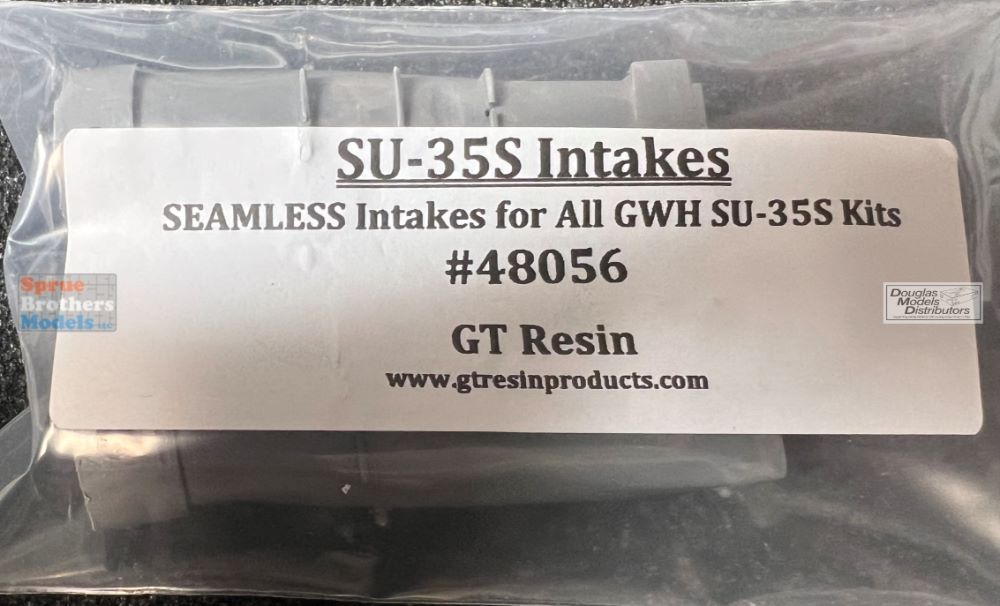 SU-35S Intakes
SEAMLESS Intakes for All GWH SU-35S Kits
#48056
GT Resin
www.gtresinproducts.com
Sprue
Brothers
Models LLC
Douglas
Models
Distributors